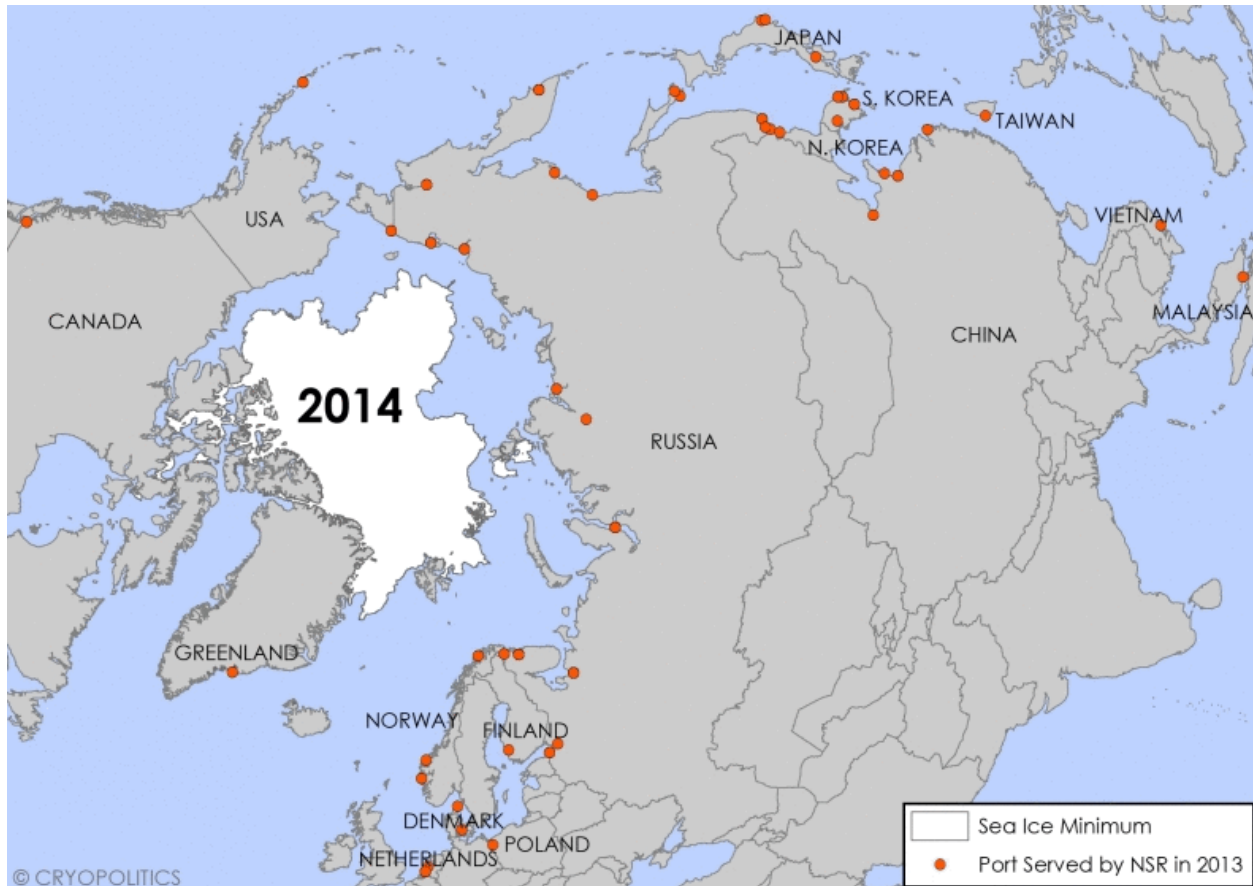 JAPAN
S. KOREA
TAIWAN
N. KOREA
USA
VIETNAM
CANADA
MALAYSIA
CHINA
2014
RUSSIA
GREENLAND
NORWAY
FINLAND
DENMARK
POLAND
NETHERLANDS
Sea Ice Minimum
Port Served by NSR in 2013
© CRYOPOLITICS